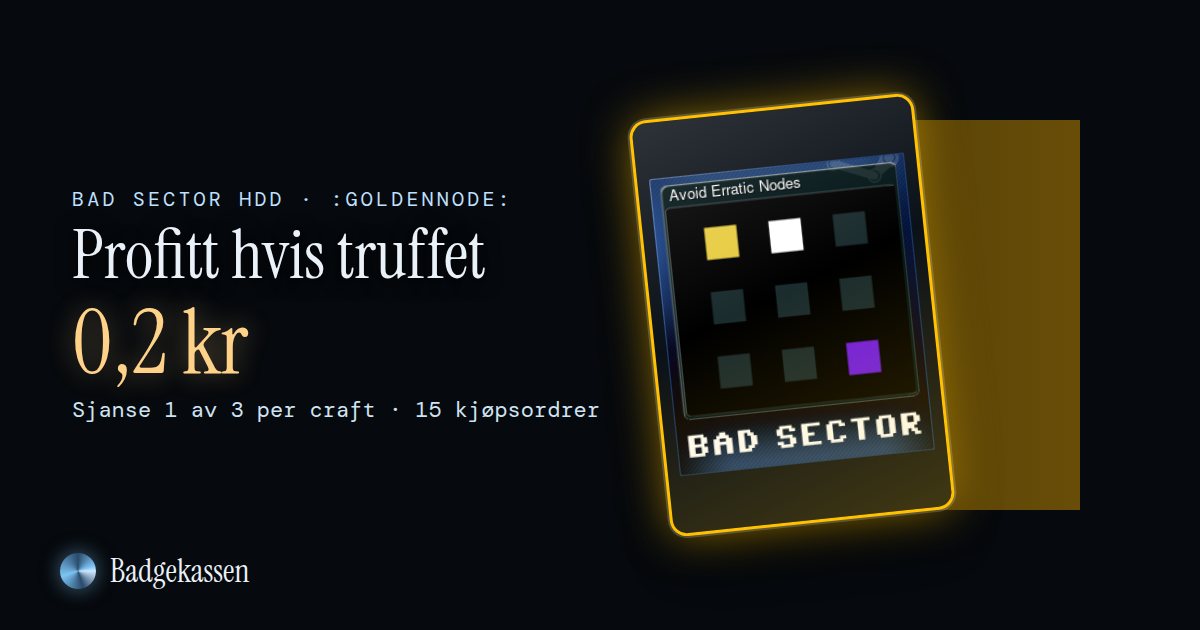 BAD SECTOR HDD · :GOLDENNODE:
Profitt hvis truffet
0,2 kr
Sjanse 1 av 3 per craft · 15 kjøpsordrer
Avoid Erratic Nodes
BAD SECTOR
Badgekassen